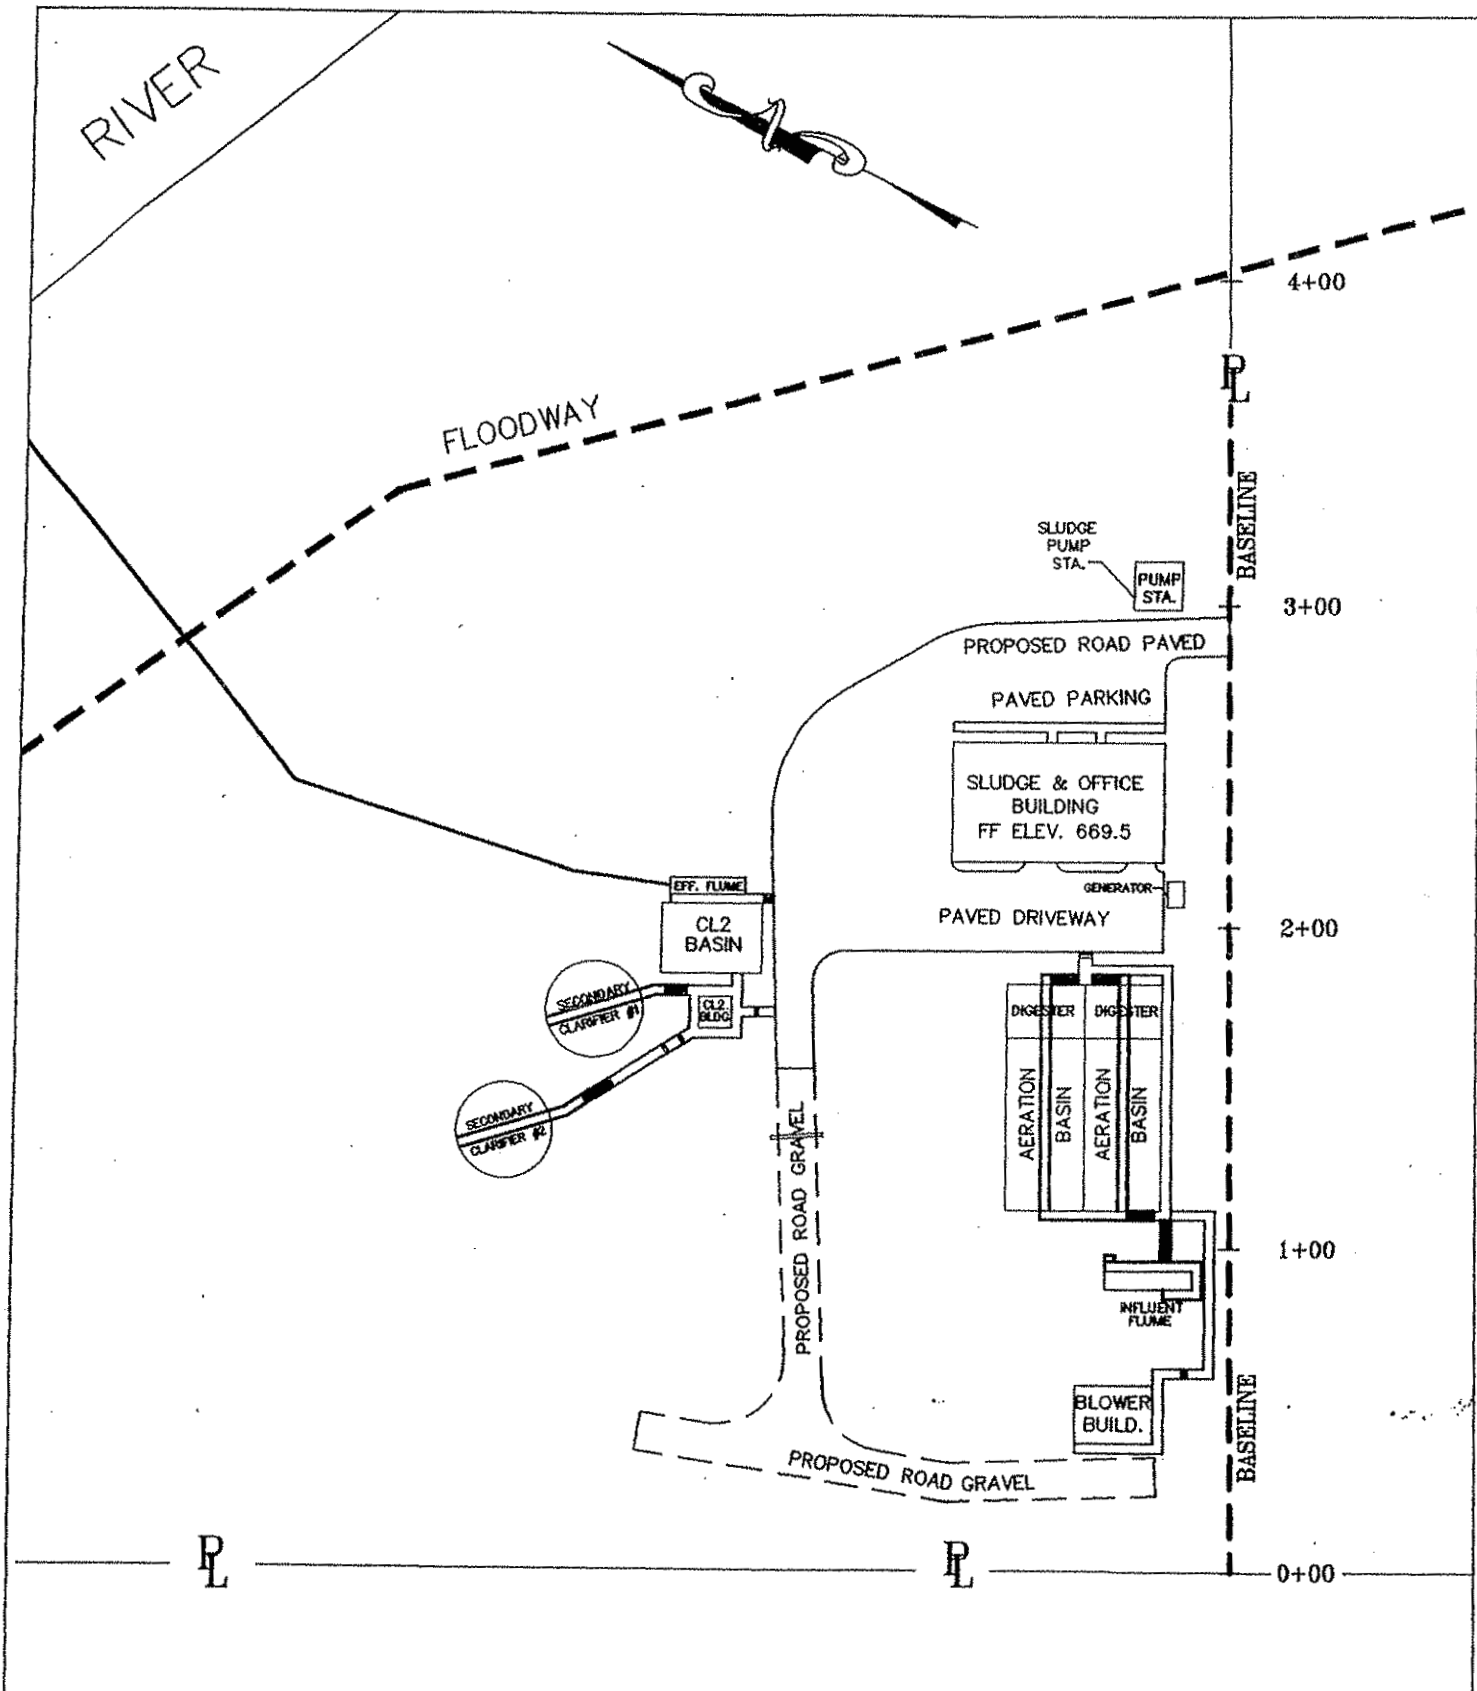 RIVER
4+00
PL
FLOODWAY
BASELINE
SLUDGE
PUMP
STA.
PUMP
STA.
3+00
PROPOSED ROAD PAVED
PAVED PARKING
SLUDGE & OFFICE
BUILDING
FF ELEV. 669.5
EFF. FLUME
GENERATOR
CL2
BASIN
PAVED DRIVEWAY
2+00
SECONDARY
CLARIFIER #1
CL2.
BLDG
DIGESTER
DIGESTER
SECONDARY
CLARIFIER #2
AERATION
BASIN
AERATION
BASIN
PROPOSED ROAD GRAVEL
1+00
INFLUENT
FLUME
BLOWER
BUILD.
BASELINE
PROPOSED ROAD GRAVEL
PL
PL
0+00